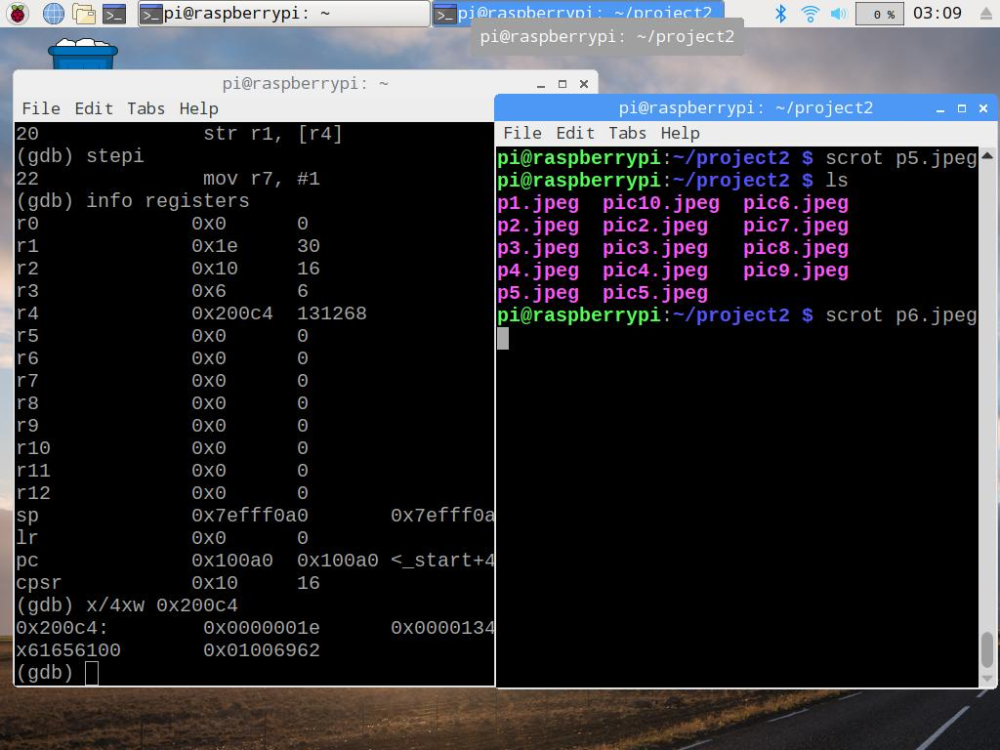 pi@raspberrypi: ~
pi@raspberrypi: ~/project2
0 %
03:09
pi@raspberrypi: ~/project2
pi@raspberrypi: ~
File Edit Tabs Help
20 str r1, [r4]
(gdb) stepi
22 mov r7, #1
(gdb) info registers
r0 0x0 0
r1 0x1e 30
r2 0x10 16
r3 0x6 6
r4 0x200c4 131268
r5 0x0 0
r6 0x0 0
r7 0x0 0
r8 0x0 0
r9 0x0 0
r10 0x0 0
r11 0x0 0
r12 0x0 0
sp 0x7efff0a0 0x7efff0a
lr 0x0 0
pc 0x100a0 0x100a0 <_start+4
cpsr 0x10 16
(gdb) x/4xw 0x200c4
0x200c4: 0x0000001e 0x0000134
x61656100 0x01006962
(gdb)
pi@raspberrypi: ~/project2
File Edit Tabs Help
pi@raspberrypi:~/project2 $ scrot p5.jpeg
pi@raspberrypi:~/project2 $ ls
p1.jpeg pic10.jpeg pic6.jpeg
p2.jpeg pic2.jpeg pic7.jpeg
p3.jpeg pic3.jpeg pic8.jpeg
p4.jpeg pic4.jpeg pic9.jpeg
p5.jpeg pic5.jpeg
pi@raspberrypi:~/project2 $ scrot p6.jpeg